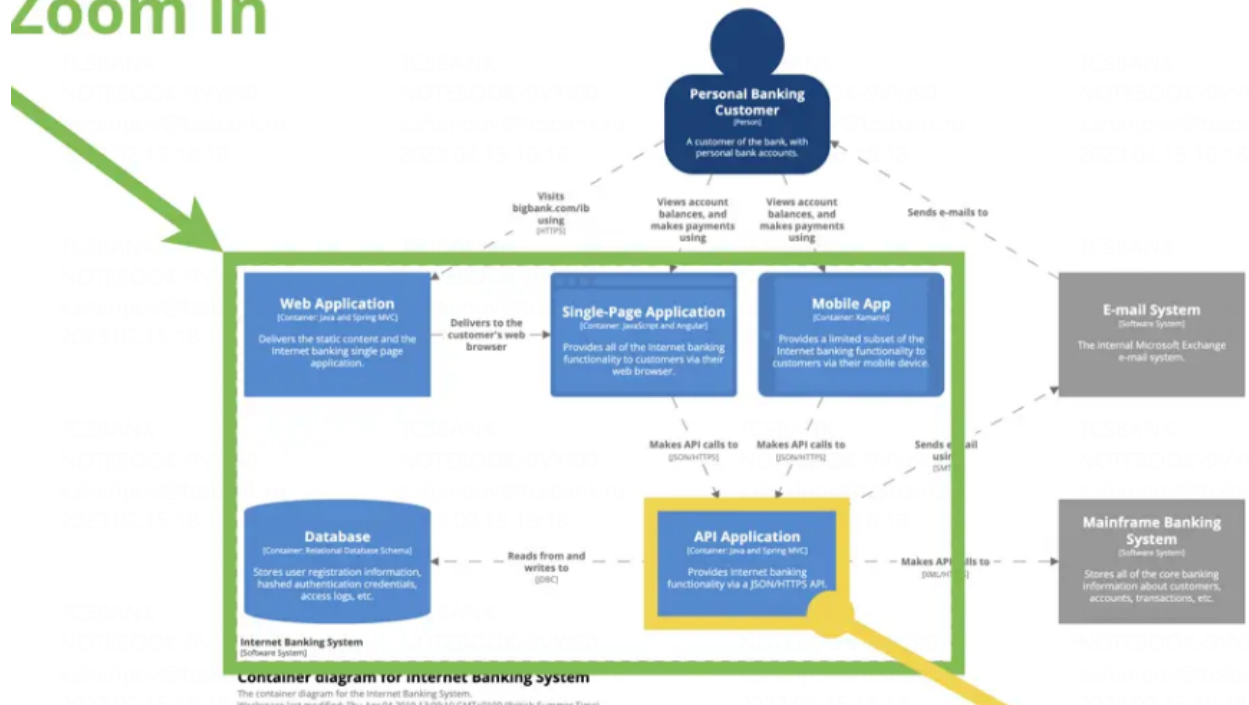 Zoom in
Personal Banking
Customer
[Person]
A customer of the bank, with
personal bank accounts.
Visits
bigbank.com/ib
using
[HTTPS]
Views account
balances, and
makes payments
using
Views account
balances, and
makes payments
using
Sends e-mails to
Web Application
[Container: Java and Spring MVC]
Delivers the static content and the
Internet banking single page
application.
Delivers to the
customer's web
browser
Single-Page Application
[Container: JavaScript and Angular]
Provides all of the Internet banking
functionality to customers via their
web browser.
Mobile App
[Container: Xamarin]
Provides a limited subset of the
Internet banking functionality to
customers via their mobile device.
E-mail System
[Software System]
The internal Microsoft Exchange
e-mail system.
Makes API calls to
[JSON/HTTPS]
Makes API calls to
[JSON/HTTPS]
Sends e-mail
using
[SMTP]
Database
[Container: Relational Database Schema]
Stores user registration information,
hashed authentication credentials,
access logs, etc.
Reads from and
writes to
[JDBC]
API Application
[Container: Java and Spring MVC]
Provides Internet banking
functionality via a JSON/HTTPS API.
Makes API calls to
[XML/HTTPS]
Mainframe Banking
System
[Software System]
Stores all of the core banking
information about customers,
accounts, transactions, etc.
Internet Banking System
[Software System]
Container diagram for Internet Banking System
The container diagram for the Internet Banking System.